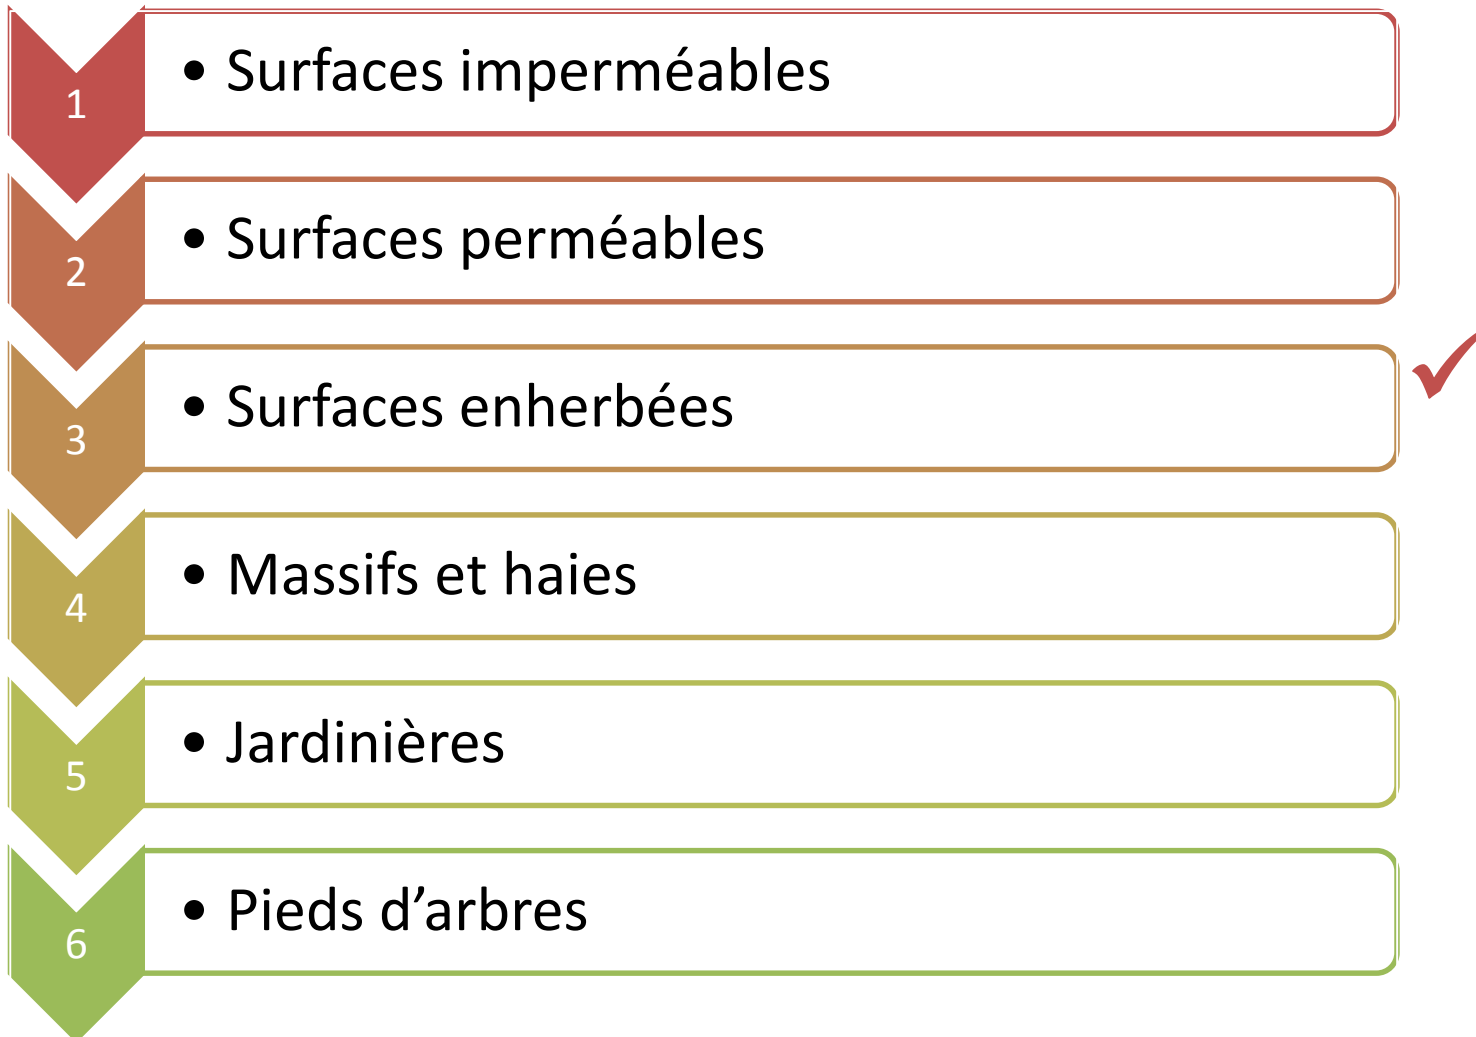 1
• Surfaces imperméables
2
• Surfaces perméables
3
• Surfaces enherbées
4
• Massifs et haies
5
• Jardinières
6
• Pieds d’arbres